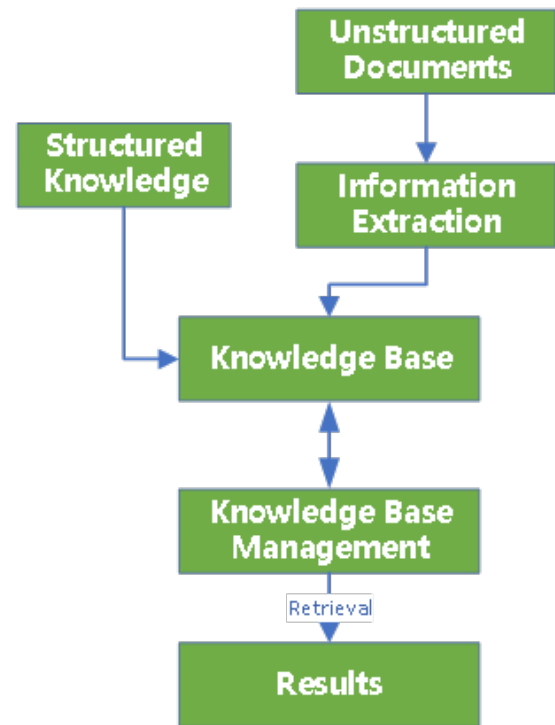 Unstructured
Documents
Structured
Knowledge
Information
Extraction
Knowledge Base
Knowledge Base
Management
Retrieval
Results